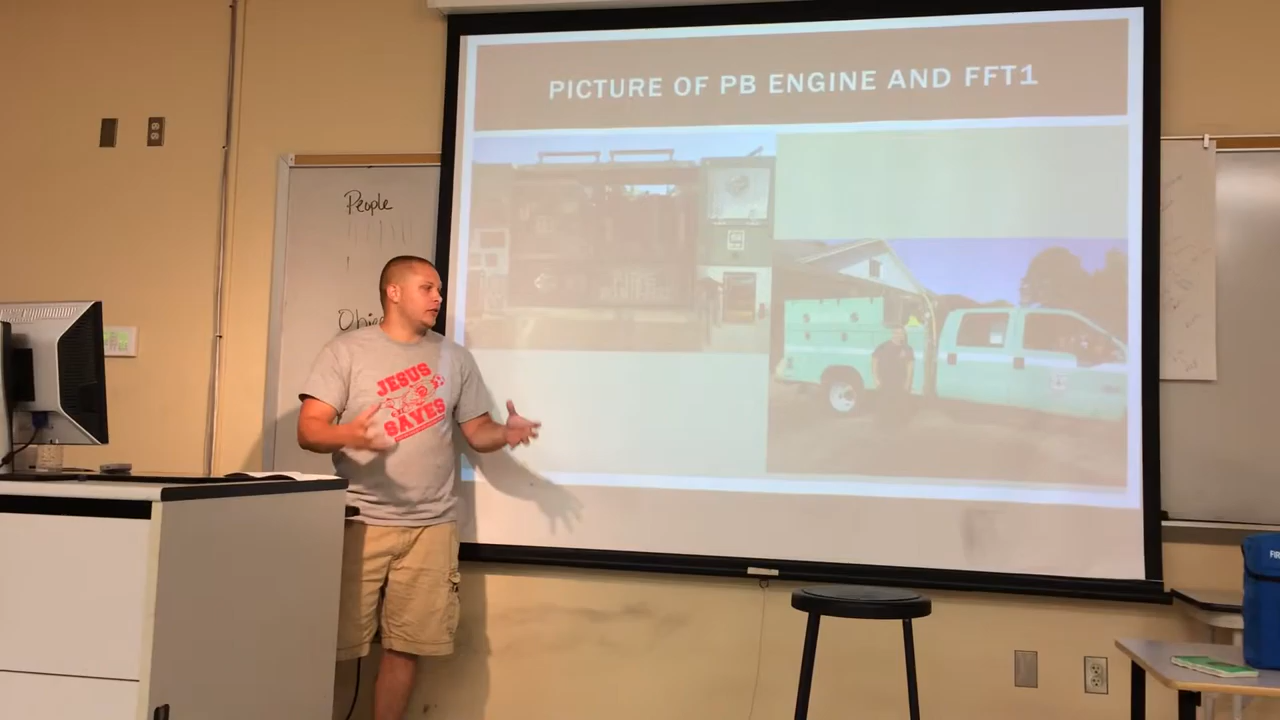 PICTURE OF PB ENGINE AND FFT1
People
JESUS
SAVES